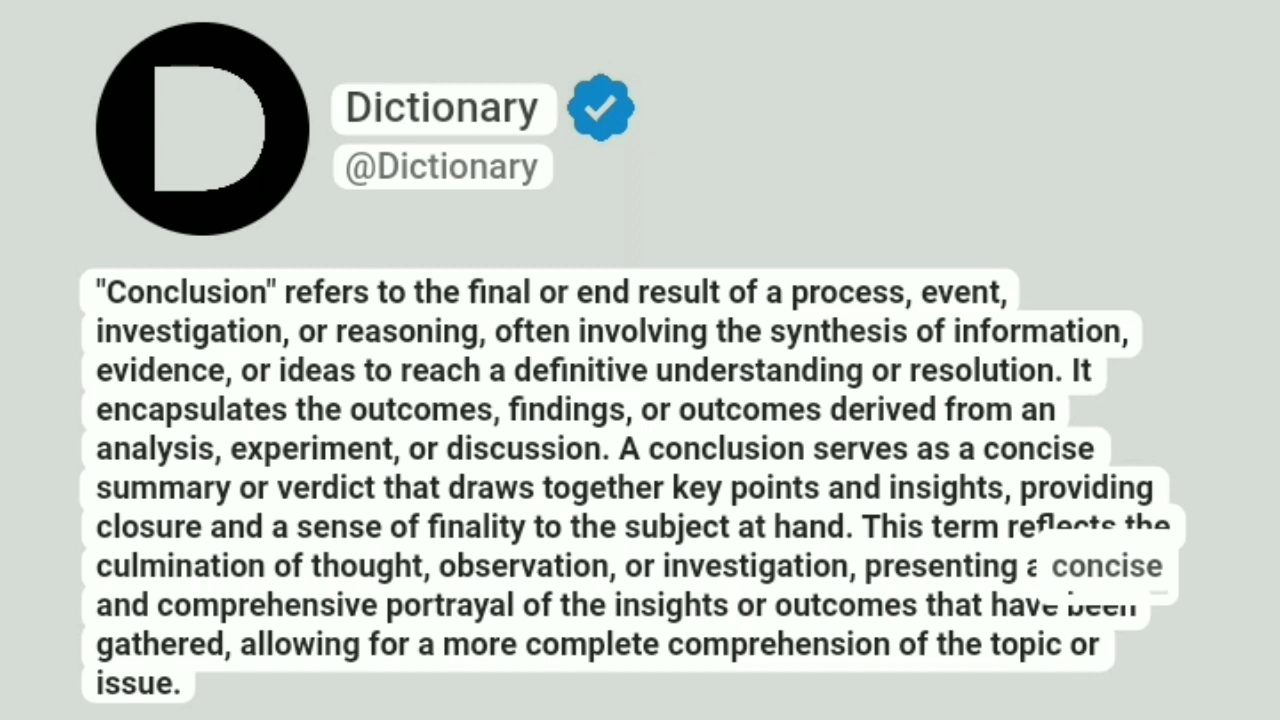 D
Dictionary
@Dictionary
"Conclusion" refers to the final or end result of a process, event,
investigation, or reasoning, often involving the synthesis of information,
evidence, or ideas to reach a definitive understanding or resolution. It
encapsulates the outcomes, findings, or outcomes derived from an
analysis, experiment, or discussion. A conclusion serves as a concise
summary or verdict that draws together key points and insights, providing
closure and a sense of finality to the subject at hand. This term reflects the
culmination of thought, observation, or investigation, presenting a concise
and comprehensive portrayal of the insights or outcomes that have been
gathered, allowing for a more complete comprehension of the topic or
issue.